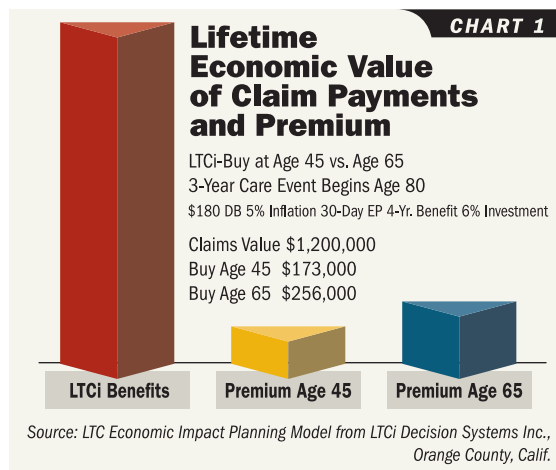 CHART 1
Lifetime
Economic Value
of Claim Payments
and Premium
LTCi-Buy at Age 45 vs. Age 65
3-Year Care Event Begins Age 80
$180 DB 5% Inflation 30-Day EP 4-Yr. Benefit 6% Investment
Claims Value $1,200,000
Buy Age 45 $173,000
Buy Age 65 $256,000
LTCi Benefits
Premium Age 45
Premium Age 65
Source: LTC Economic Impact Planning Model from LTCi Decision Systems Inc.,
Orange County, Calif.